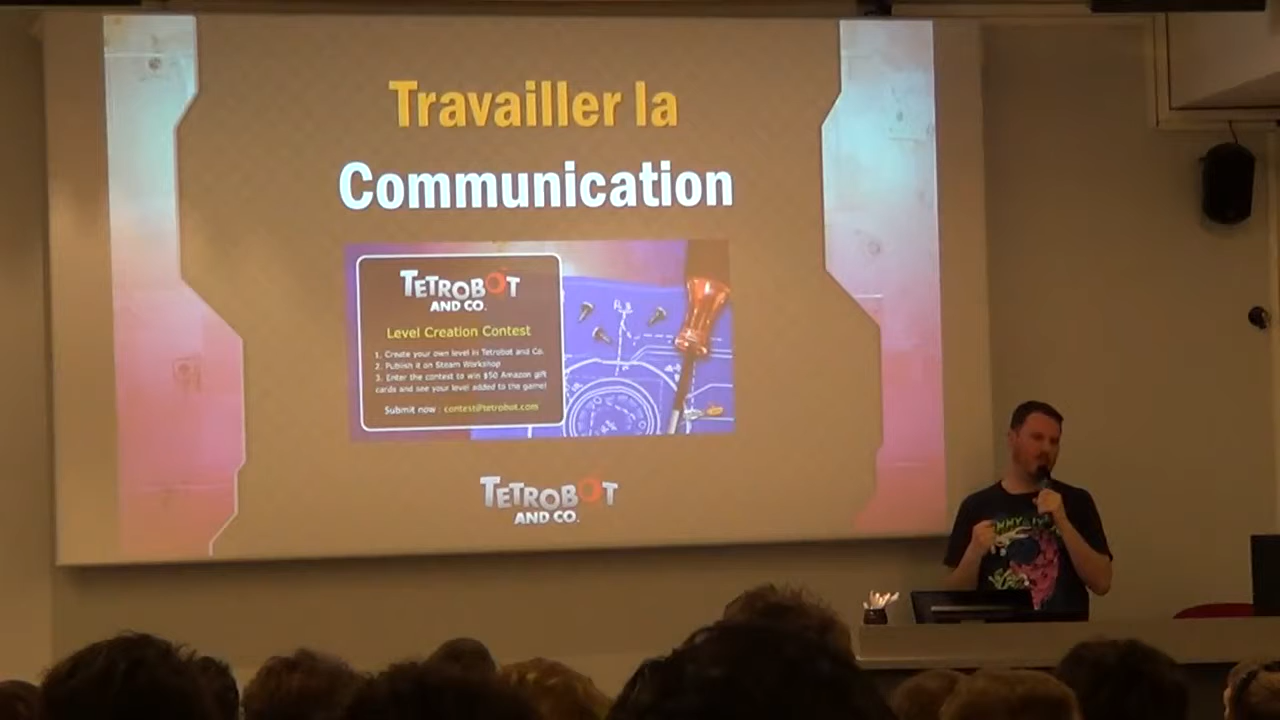 Travailler la
Communication
TETROBOT
AND CO.
Level Creation Contest
1. Create your own level in Tetrobot and Co.
2. Publish it on Steam Workshop
3. Enter the contest to win $50 Amazon gift
cards and see your level added to the game!
Submit now : contest@tetrobot.com
TETROBOT
AND CO.